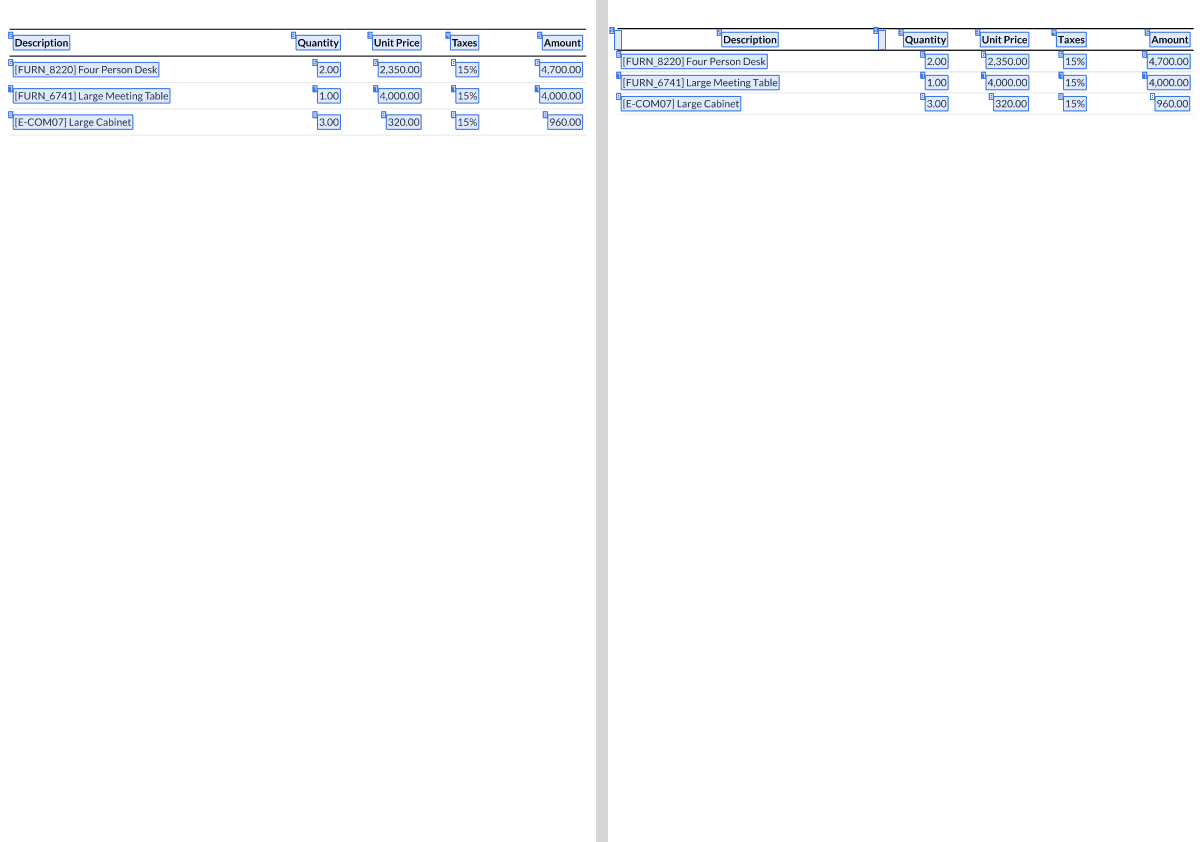 Description Quantity Unit Price Taxes Amount
[FURN_8220] Four Person Desk 2.00 2,350.00 15% 4,700.00
[FURN_6741] Large Meeting Table 1.00 4,000.00 15% 4,000.00
[E-COM07] Large Cabinet 3.00 320.00 15% 960.00
Description Quantity Unit Price Taxes Amount
[FURN_8220] Four Person Desk 2.00 2,350.00 15% 4,700.00
[FURN_6741] Large Meeting Table 1.00 4,000.00 15% 4,000.00
[E-COM07] Large Cabinet 3.00 320.00 15% 960.00